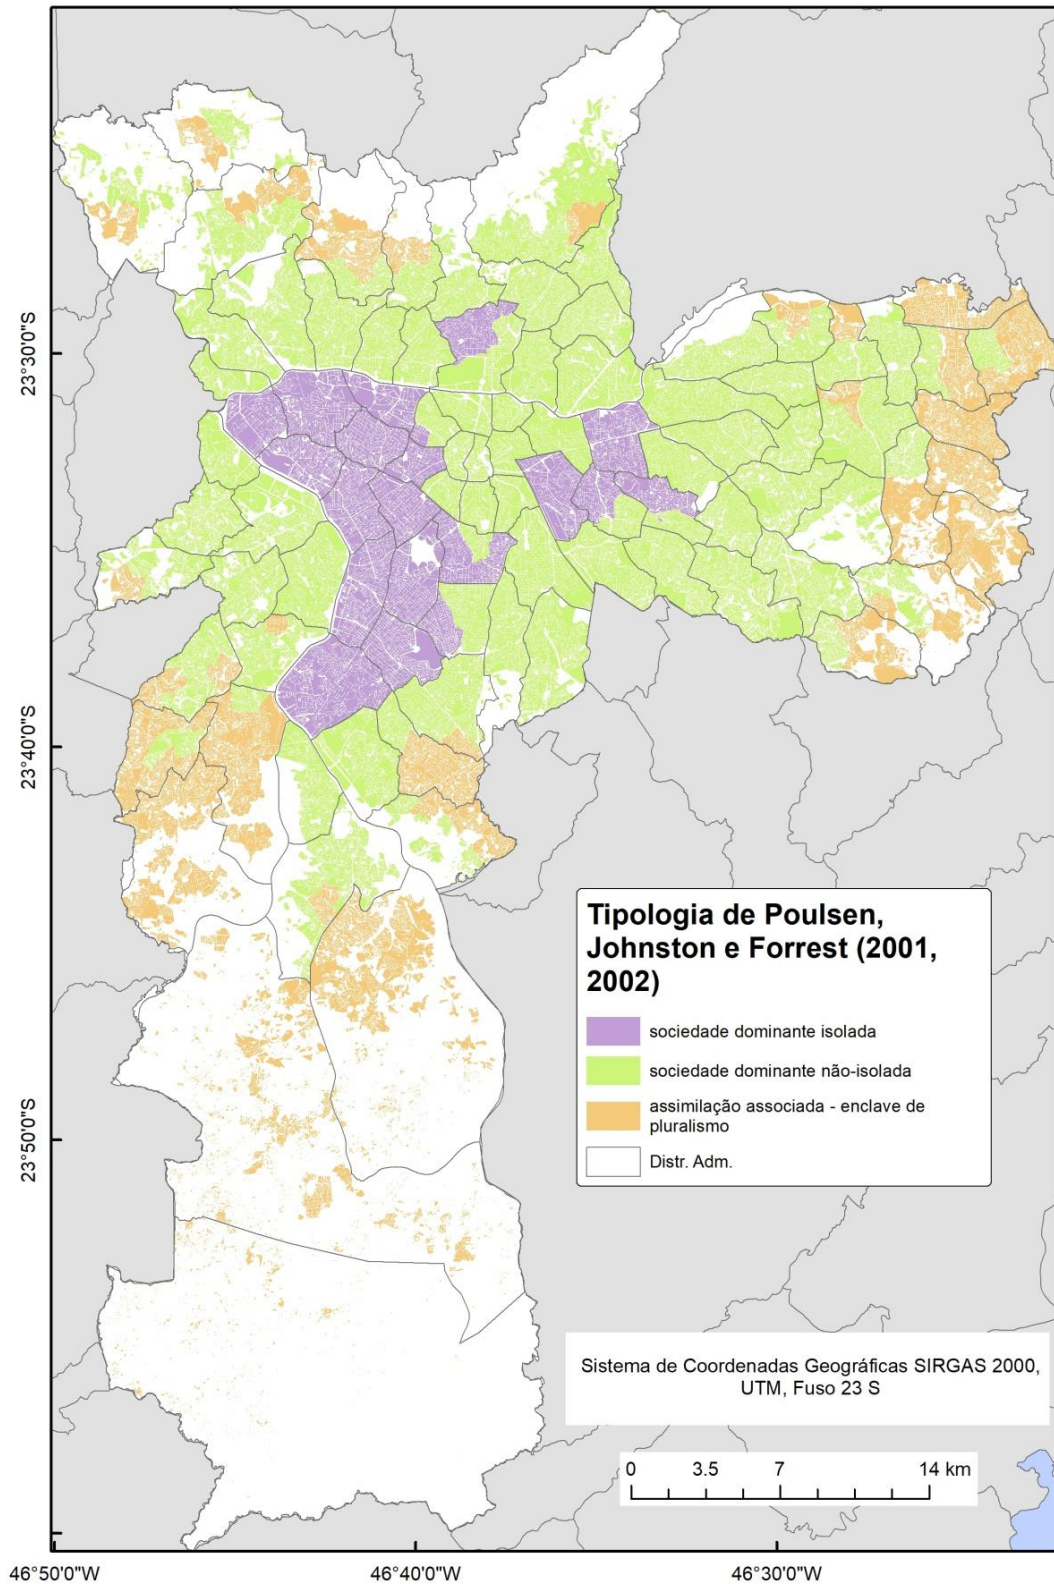 23°30'0"S
23°40'0"S
23°50'0"S
Tipologia de Poulsen,
Johnston e Forrest (2001,
2002)
sociedade dominante isolada
sociedade dominante não-isolada
assimilação associada - enclave de
pluralismo
Distr. Adm.
Sistema de Coordenadas Geográficas SIRGAS 2000,
UTM, Fuso 23 S
0 3.5 7 14 km
46°50'0"W 46°40'0"W 46°30'0"W